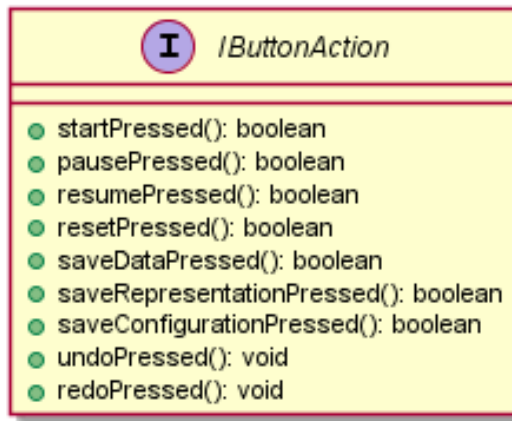 I IButtonAction
startPressed(): boolean
pausePressed(): boolean
resumePressed(): boolean
resetPressed(): boolean
saveDataPressed(): boolean
saveRepresentationPressed(): boolean
saveConfigurationPressed(): boolean
undoPressed(): void
redoPressed(): void